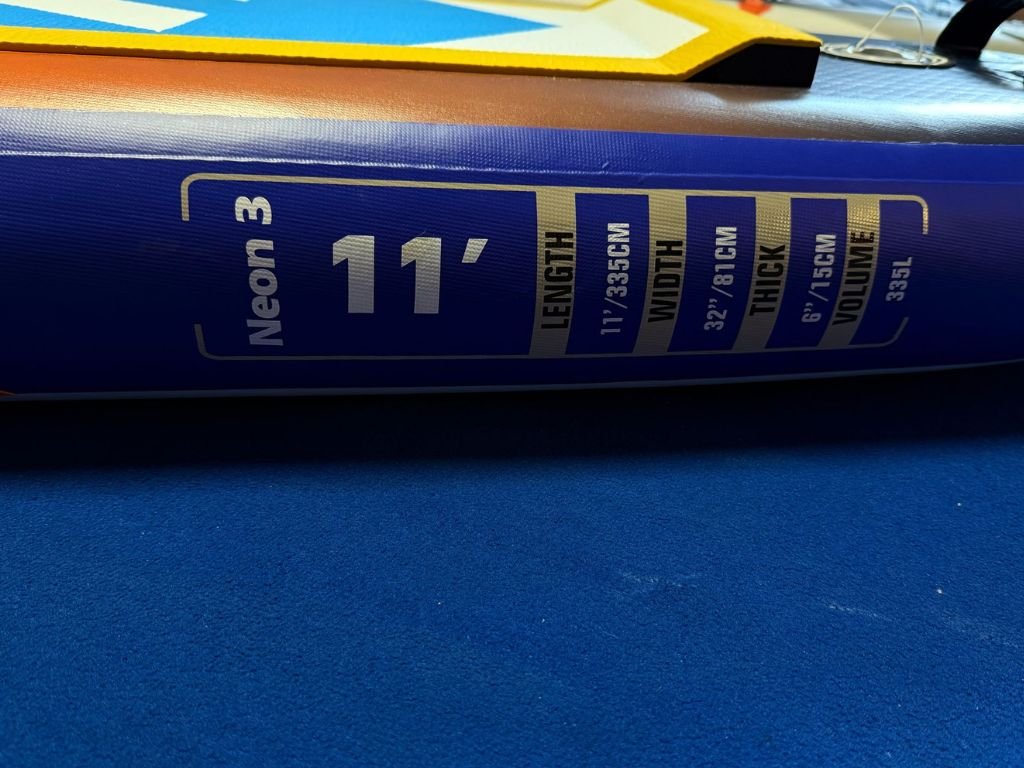 Neon 3
11’
LENGTH
11’/335CM
WIDTH
32”/81CM
THICK
6”/15CM
VOLUME
335L